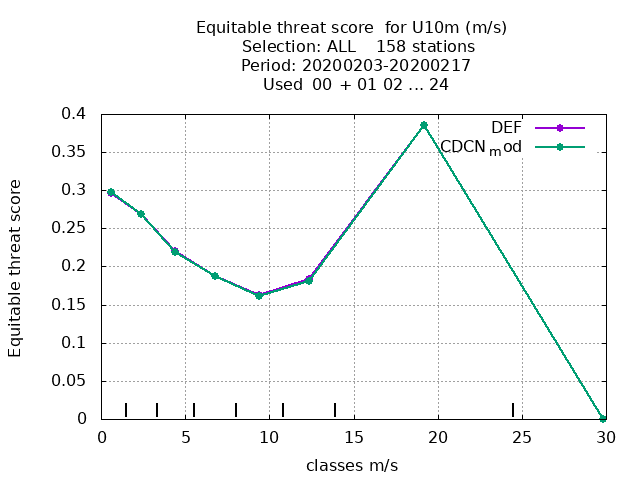 Equitable threat score for U10m (m/s)
Selection: ALL 158 stations
Period: 20200203-20200217
Used 00 + 01 02 ... 24
0.4
0.35
0.3
0.25
0.2
0.15
0.1
0.05
0
Equitable threat score
DEF
CDCNmod
0 5 10 15 20 25 30
classes m/s